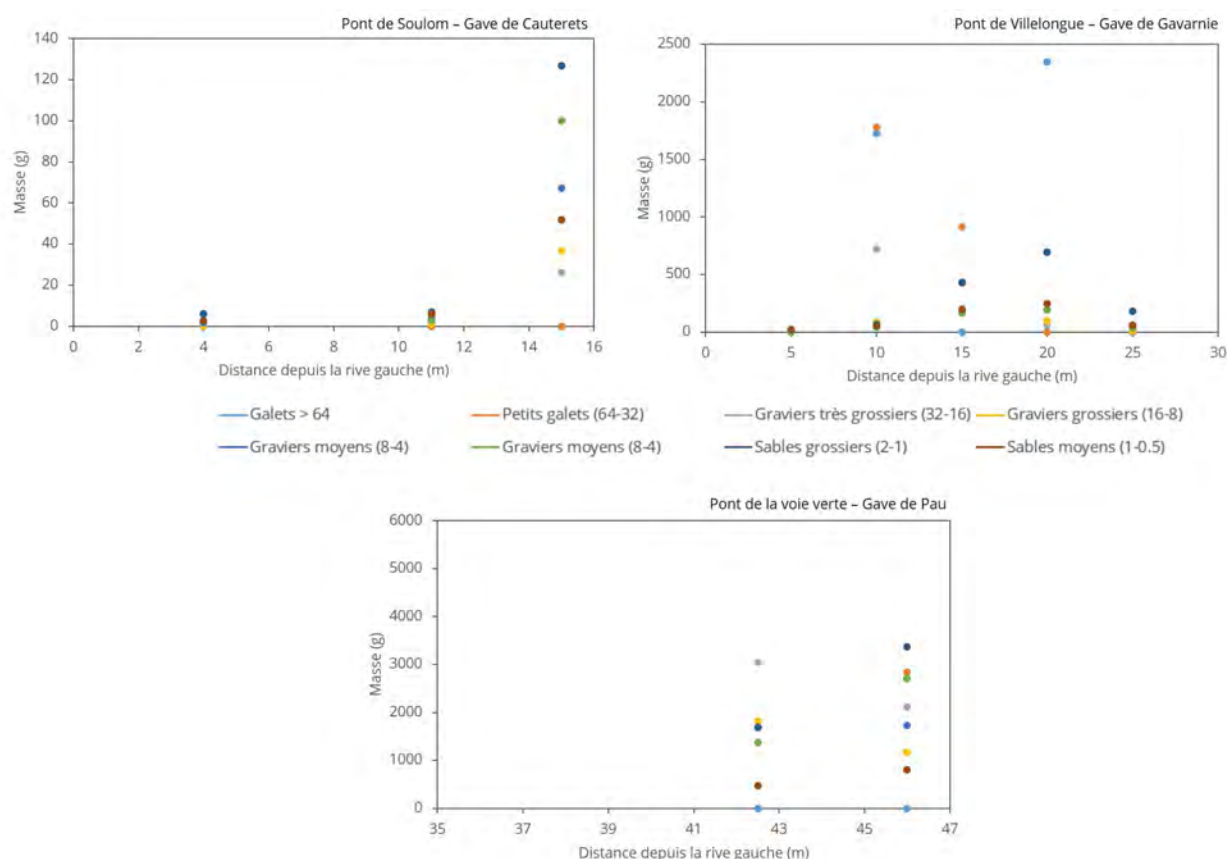 Pont de Soulom – Gave de Cauterets
140
120
100
80
60
40
20
0
Masse (g)
0 2 4 6 8 10 12 14 16
Distance depuis la rive gauche (m)
Pont de Villelongue – Gave de Gavarnie
2500
2000
1500
1000
500
0
Masse (g)
0 5 10 15 20 25 30
Distance depuis la rive gauche (m)
Galets > 64 Petits galets (64-32) Graviers très grossiers (32-16) Graviers grossiers (16-8)
Graviers moyens (8-4) Graviers moyens (8-4) Sables grossiers (2-1) Sables moyens (1-0.5)
Pont de la voie verte – Gave de Pau
6000
5000
4000
3000
2000
1000
0
Masse (g)
35 37 39 41 43 45 47
Distance depuis la rive gauche (m)